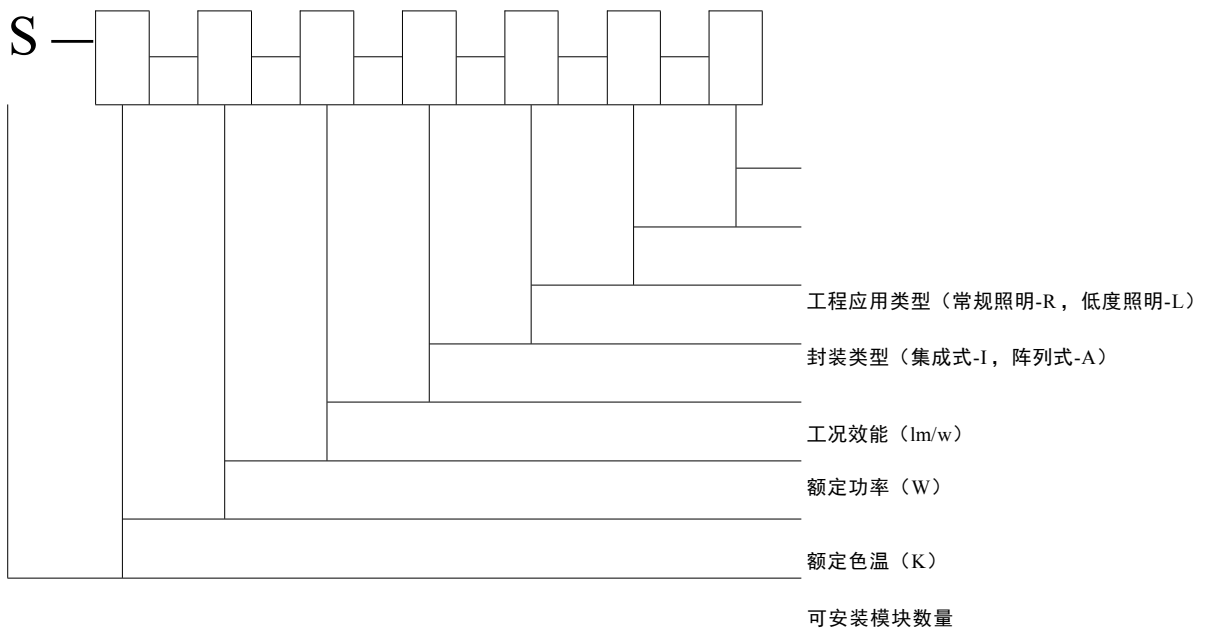 S —
工程应用类型（常规照明-R，低度照明-L）
封装类型（集成式-I，阵列式-A）
工况效能（lm/w）
额定功率（W）
额定色温（K）
可安装模块数量